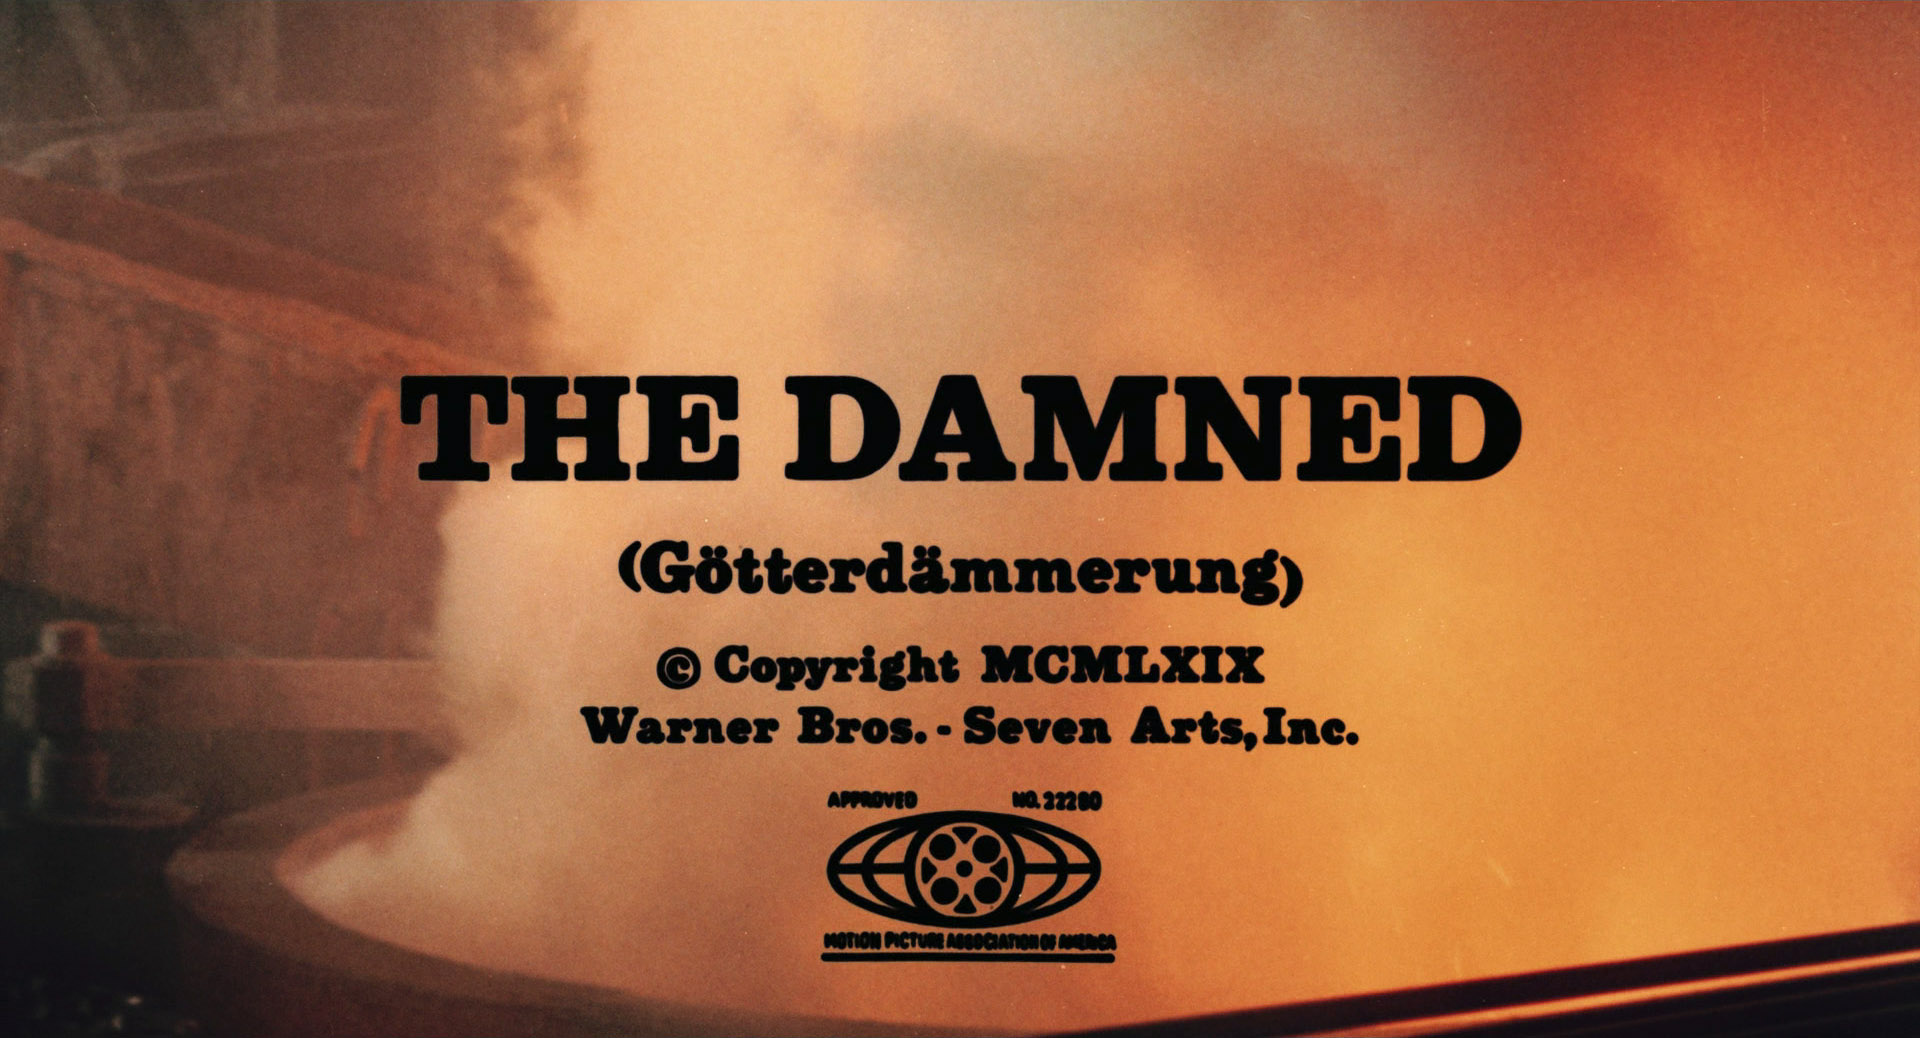 THE DAMNED
(Götterdämmerung)
© Copyright MCMLXIX
Warner Bros. - Seven Arts, Inc.
APPROVED NO. 22280
MOTION PICTURE ASSOCIATION OF AMERICA